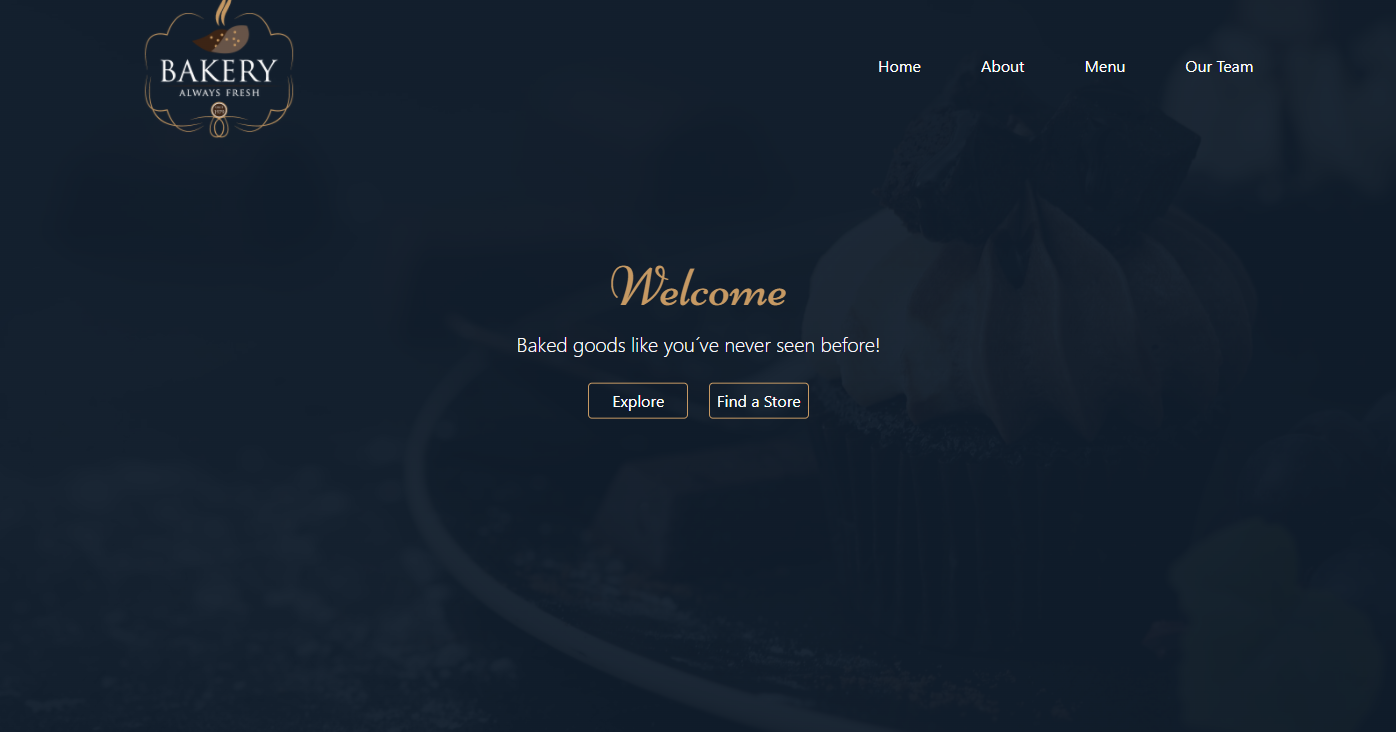 BAKERY
ALWAYS FRESH
Home About Menu Our Team
Welcome
Baked goods like you´ve never seen before!
Explore Find a Store